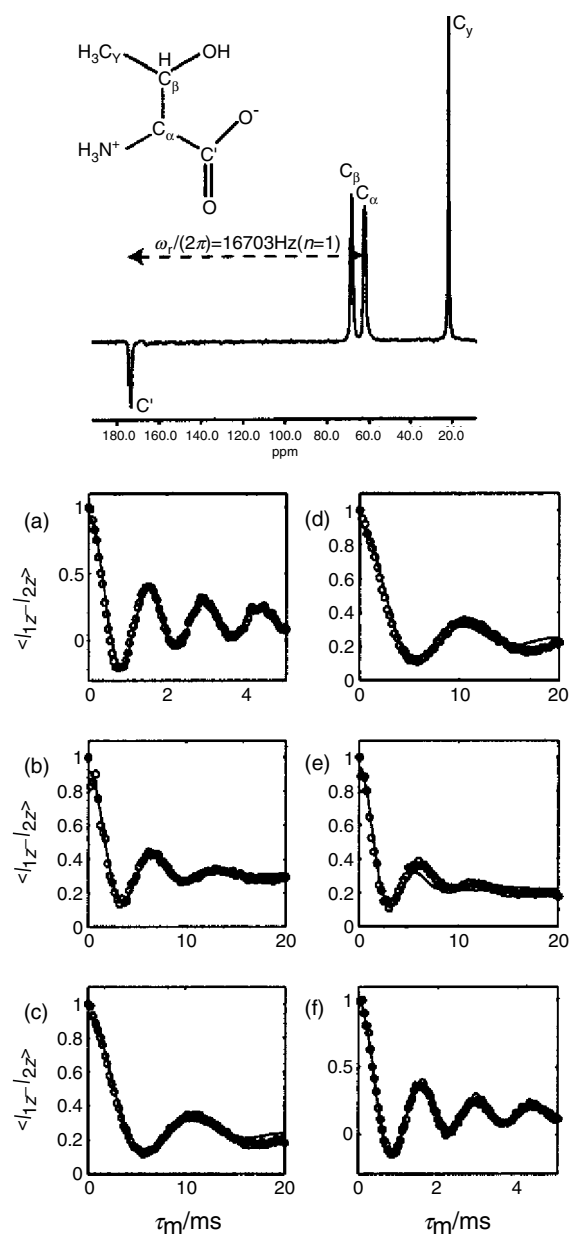 H₃Cᵧ
H
OH
Cᵦ
Cα
O⁻
H₃N⁺
C'
O
Cᵧ
Cβ
Cα
ωᵣ/(2π)=16703Hz(n=1)
C'
180.0 160.0 140.0 120.0 100.0 80.0 60.0 40.0 20.0
ppm
(a)
<I₁z–I₂z>
1
0.5
0
0 2 4
(d)
1
0.8
0.6
0.4
0.2
0
0 10 20
(b)
<I₁z–I₂z>
1
0.8
0.6
0.4
0.2
0
0 10 20
(e)
1
0.8
0.6
0.4
0.2
0
0 10 20
(c)
<I₁z–I₂z>
1
0.8
0.6
0.4
0.2
0
0 10 20
τm/ms
(f)
1
0.5
0
0 2 4
τm/ms